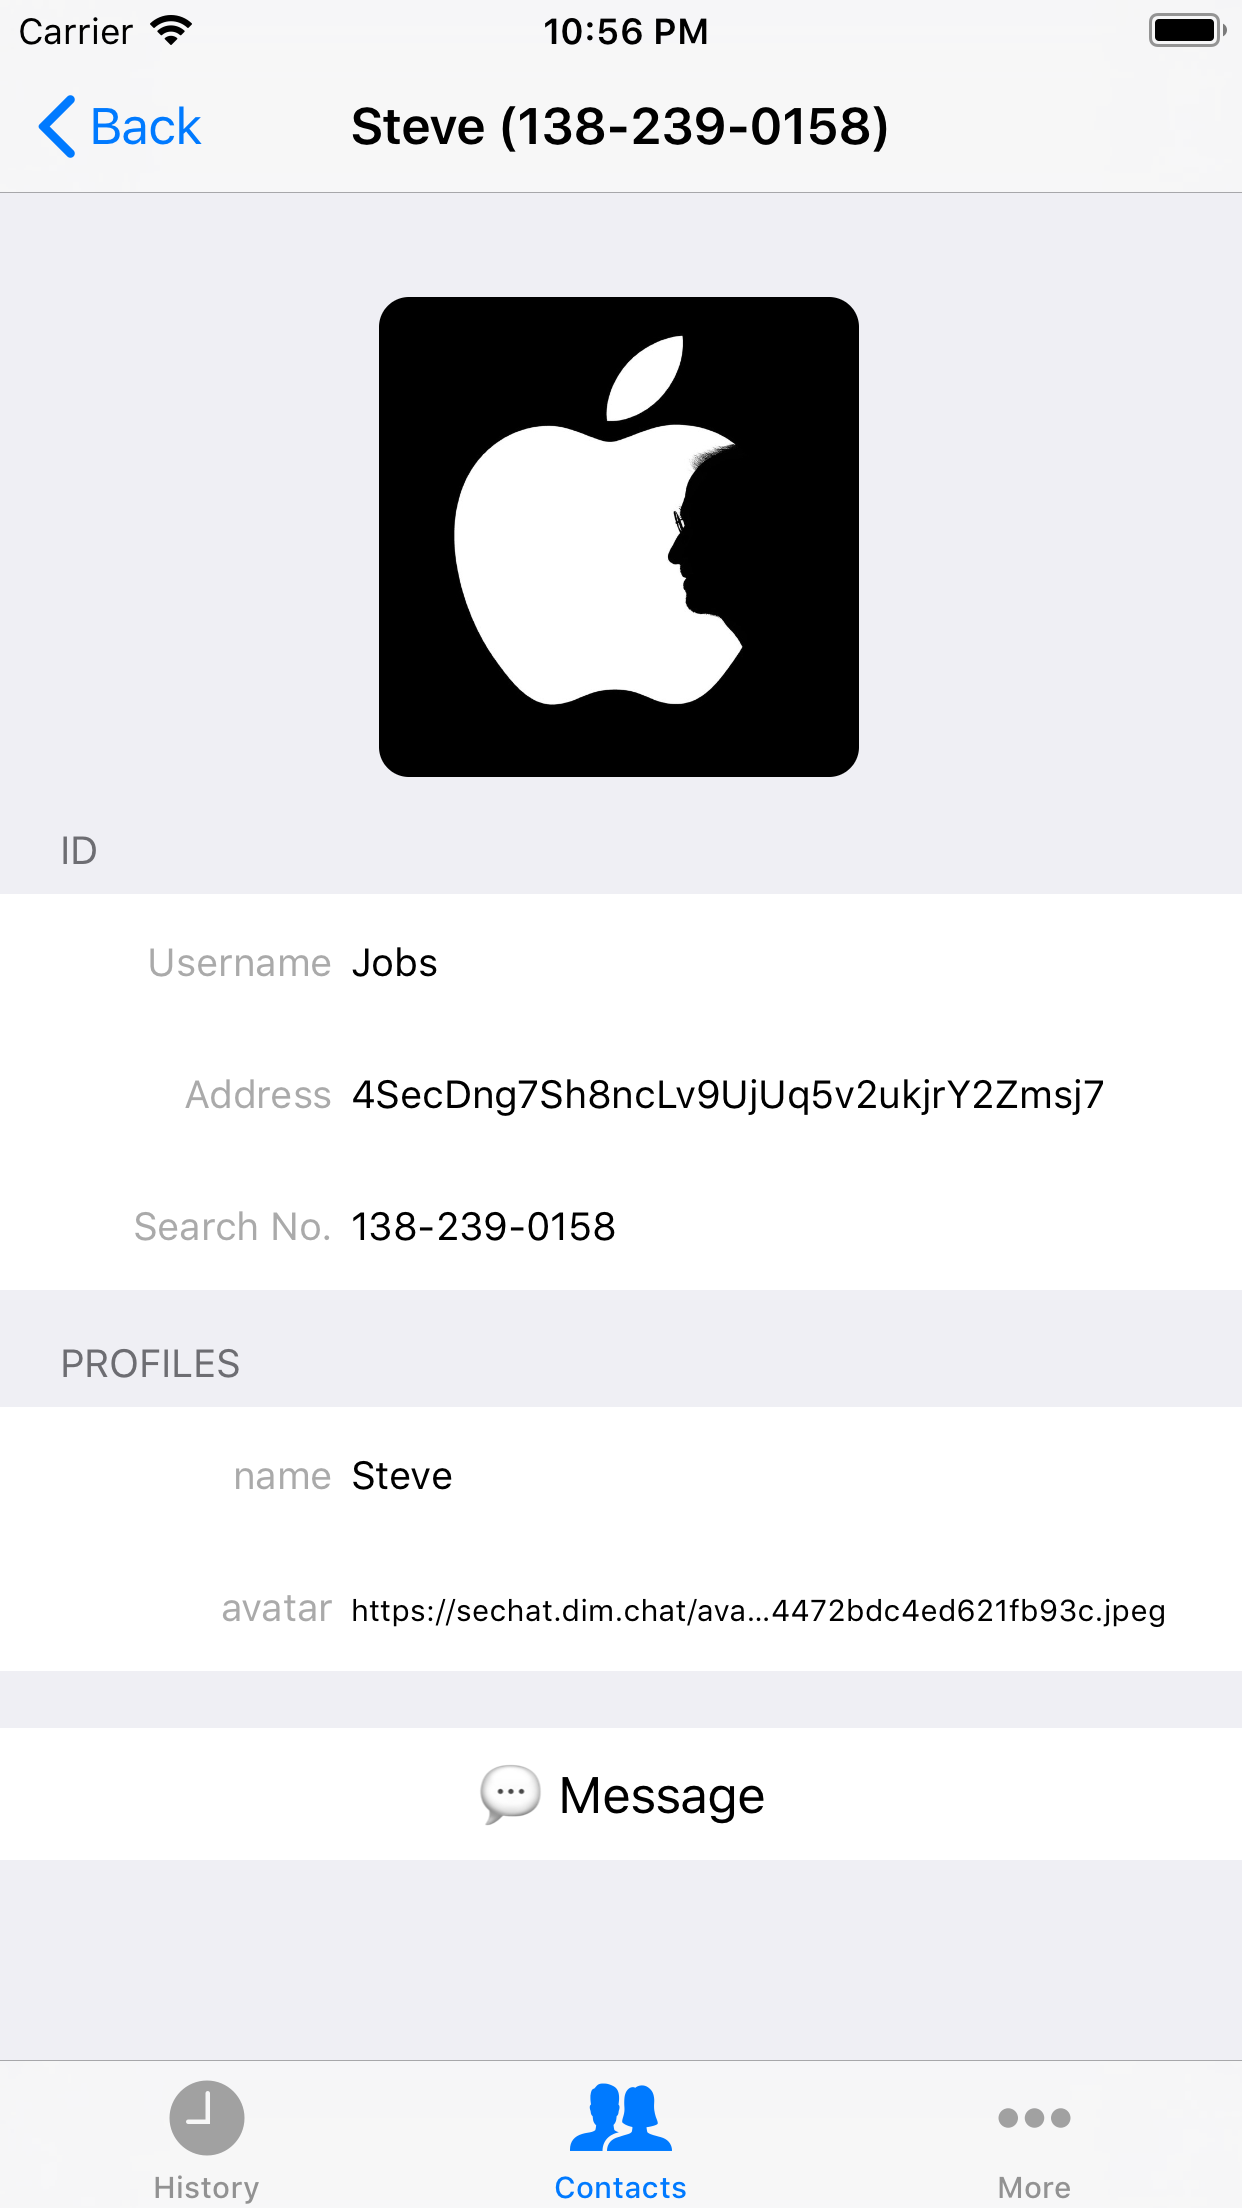 Carrier 10:56 PM
Back Steve (138-239-0158)
ID
Username Jobs
Address 4SecDng7Sh8ncLv9UjUq5v2ukjrY2Zmsj7
Search No. 138-239-0158
PROFILES
name Steve
avatar https://sechat.dim.chat/ava...4472bdc4ed621fb93c.jpeg
Message
History Contacts More